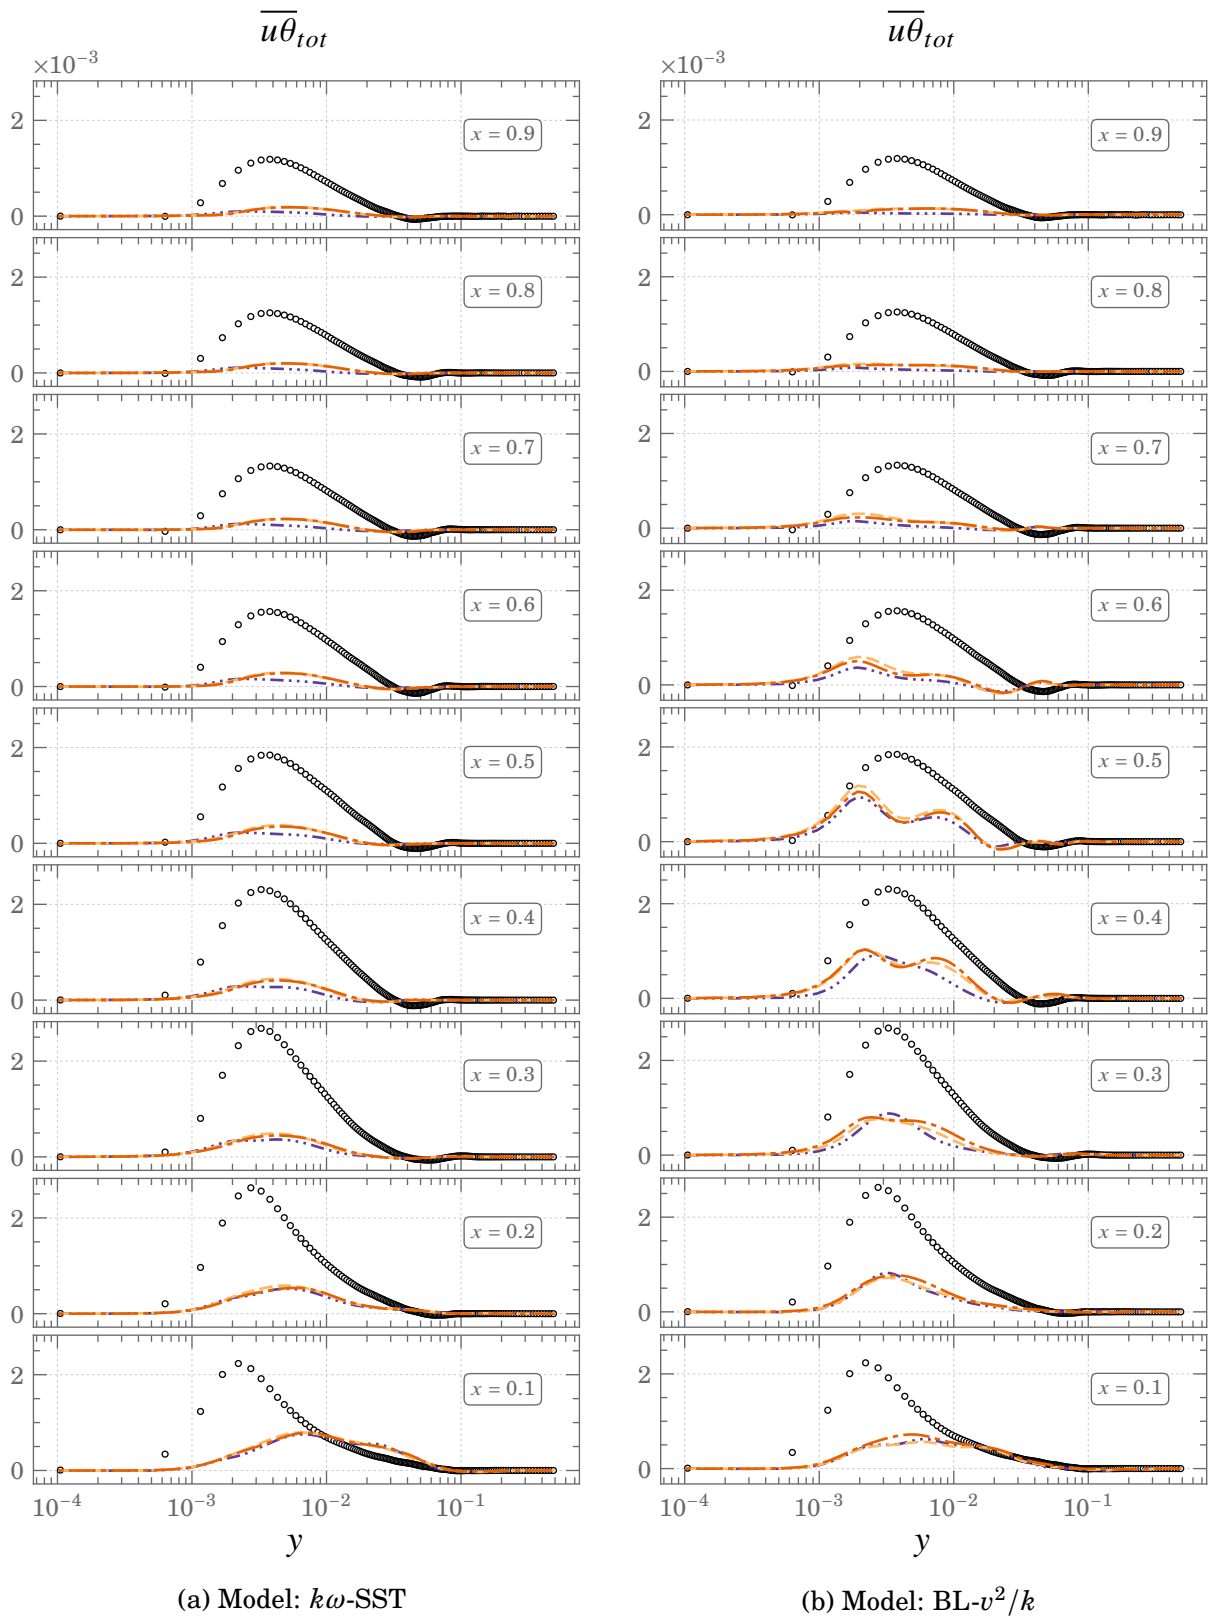 $\overline{u\theta}_{tot}$ $\overline{u\theta}_{tot}$
×10⁻³ ×10⁻³
2 x = 0.9 2 x = 0.9
0 0
2 x = 0.8 2 x = 0.8
0 0
2 x = 0.7 2 x = 0.7
0 0
2 x = 0.6 2 x = 0.6
0 0
2 x = 0.5 2 x = 0.5
0 0
2 x = 0.4 2 x = 0.4
0 0
2 x = 0.3 2 x = 0.3
0 0
2 x = 0.2 2 x = 0.2
0 0
2 x = 0.1 2 x = 0.1
0 0
10⁻⁴ 10⁻³ 10⁻² 10⁻¹ 10⁻⁴ 10⁻³ 10⁻² 10⁻¹
y y
(a) Model: kω-SST (b) Model: BL-v²/k